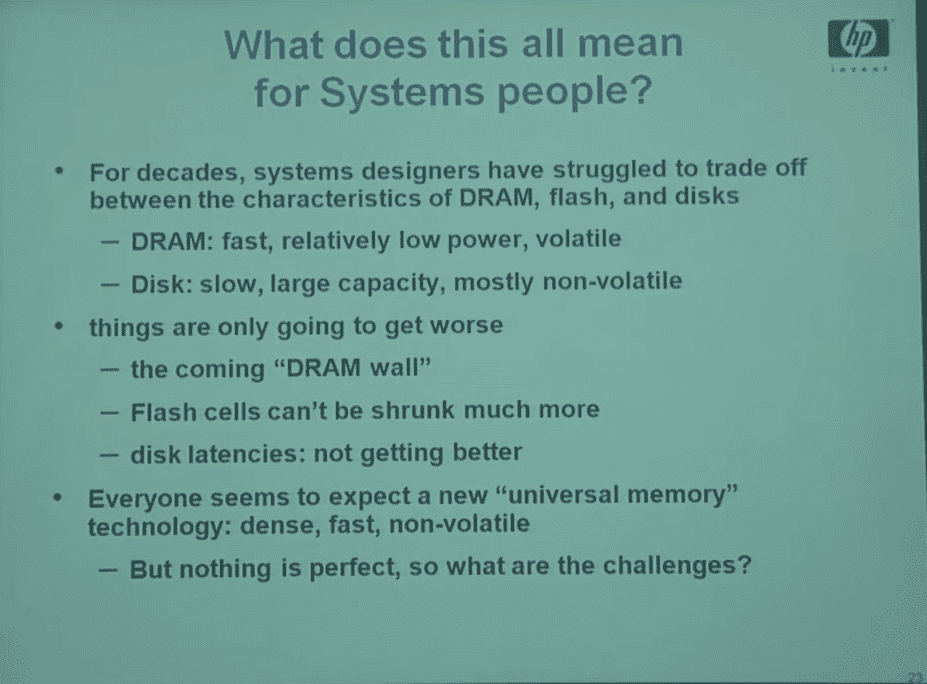 What does this all mean
for Systems people?
hp
invent
• For decades, systems designers have struggled to trade off
between the characteristics of DRAM, flash, and disks
— DRAM: fast, relatively low power, volatile
— Disk: slow, large capacity, mostly non-volatile
• things are only going to get worse
— the coming “DRAM wall”
— Flash cells can’t be shrunk much more
— disk latencies: not getting better
• Everyone seems to expect a new “universal memory”
technology: dense, fast, non-volatile
— But nothing is perfect, so what are the challenges?
23